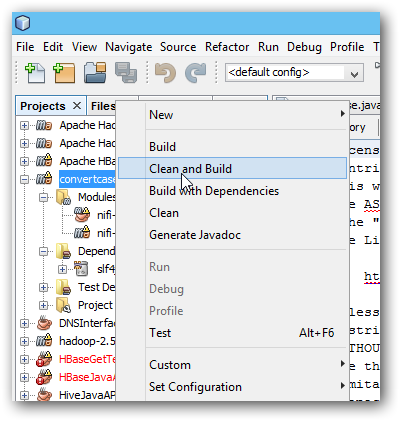 File Edit View Navigate Source Refactor Run Debug Profile
<default config>
Projects Files
New
Build
Clean and Build
Build with Dependencies
Clean
Generate Javadoc
Run
Debug
Profile
Test Alt+F6
Custom
Set Configuration
Apache Had
Apache Had
Apache HBa
convertcase
Modules
nifi-
nifi-
Depend
slf4
Test De
Project
DNSInterfa
hadoop-2.5
HBaseGetTe
HBaseJavaA
HiveJavaAP
se.java
ory
icens
ntri
is w
e AS
he "
e Li
ht
less
stri
THOU
e th
mita